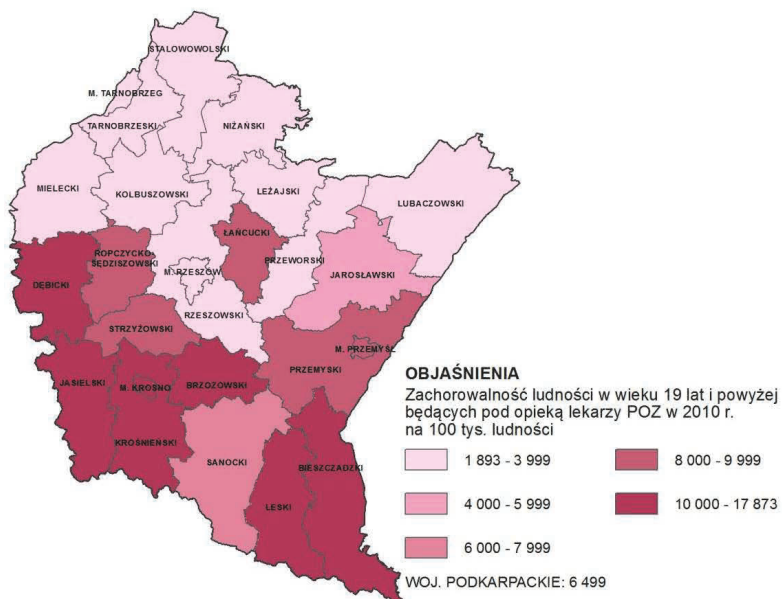 STALOWOWOLSKI
M. TARNOBRZEG
TARNOBRZESKI
NIŻAŃSKI
MIELECKI
KOLBUSZOWSKI
LEŻAJSKI
LUBACZOWSKI
ŁAŃCUCKI
ROPCZYCKO-
SĘDZISZOWSKI
M. RZESZÓW
PRZEWORSKI
JAROSŁAWSKI
DĘBICKI
RZESZOWSKI
STRZYŻOWSKI
M. PRZEMYŚL
PRZEMYSKI
JASIELSKI
M. KROSNO
BRZOZOWSKI
KROŚNIEŃSKI
SANOCKI
BIESZCZADZKI
LESKI
OBJAŚNIENIA
Zachorowalność ludności w wieku 19 lat i powyżej
będących pod opieką lekarzy POZ w 2010 r.
na 100 tys. ludności
1 893 - 3 999
8 000 - 9 999
4 000 - 5 999
10 000 - 17 873
6 000 - 7 999
WOJ. PODKARPACKIE: 6 499